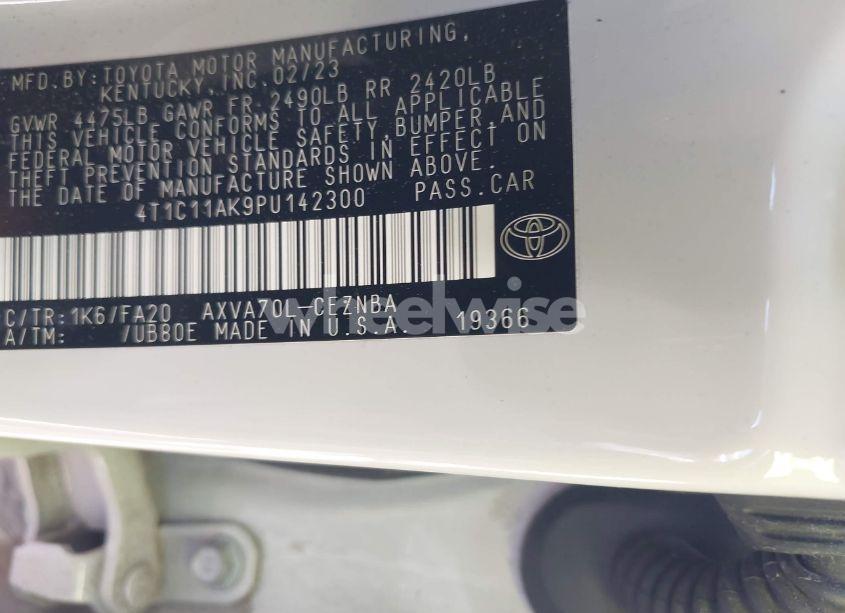 MFD.BY:TOYOTA MOTOR MANUFACTURING,
KENTUCKY,INC.02/23
GVWR 4475LB GAWR FR 2490LB RR 2420LB
THIS VEHICLE CONFORMS TO ALL APPLICABLE
FEDERAL MOTOR VEHICLE SAFETY,BUMPER,AND
THEFT PREVENTION STANDARDS IN EFFECT ON
THE DATE OF MANUFACTURE SHOWN ABOVE.
4T1C11AK9PU142300 PASS.CAR
C/TR:1K6/FA20 AXVA70L-CEZNBA
A/TM: /UB80E MADE IN U.S.A. 19366
wheelwise